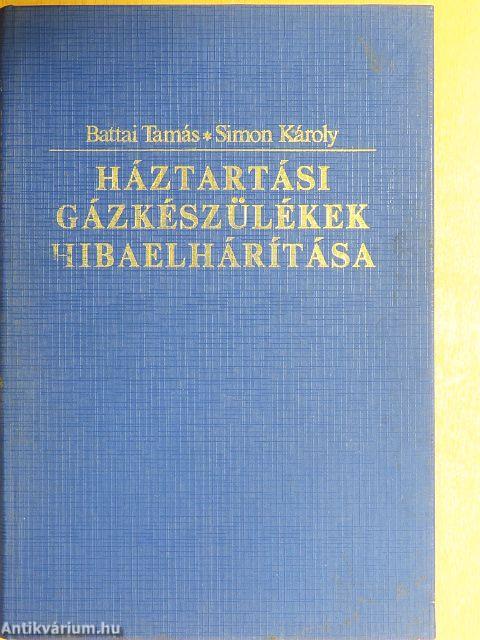 Battai Tamás * Simon Károly
HÁZTARTÁSI
GÁZKÉSZÜLÉKEK
HIBAELHÁRÍTÁSA
Antikvárium.hu